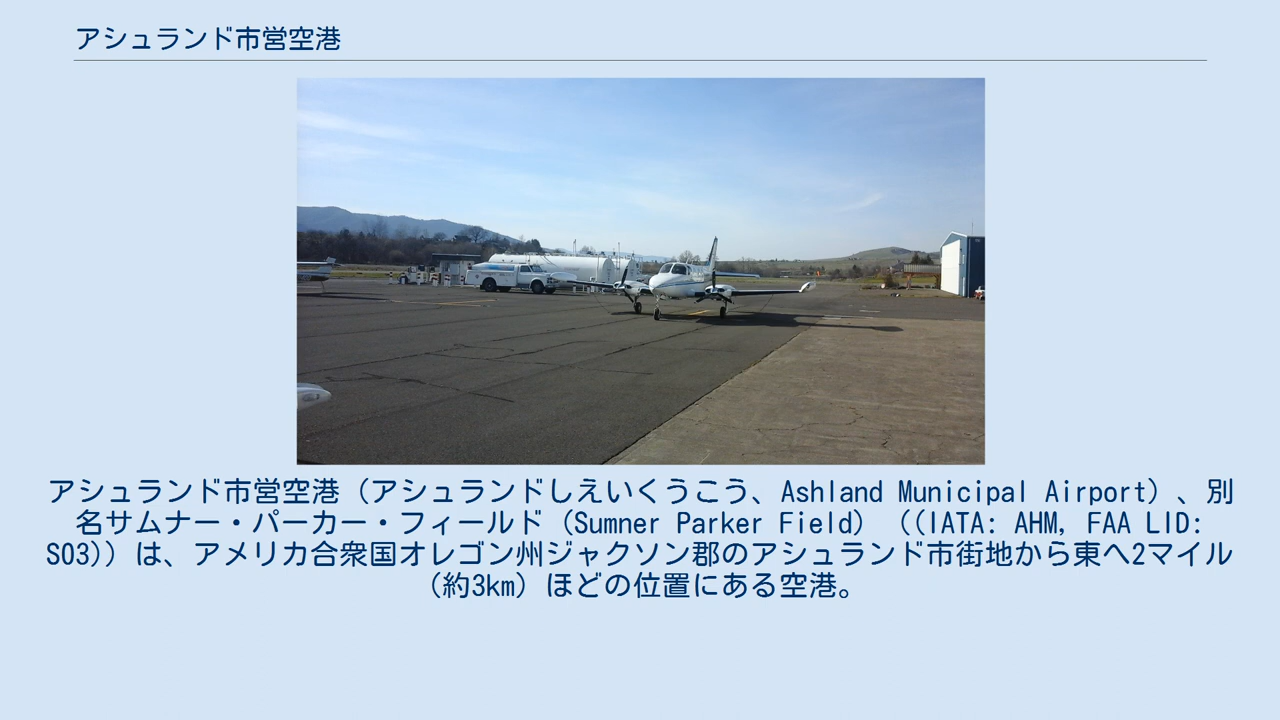 アシュランド市営空港
アシュランド市営空港（アシュランドしえいくうこう、Ashland Municipal Airport）、別
名サムナー・パーカー・フィールド（Sumner Parker Field） （(IATA: AHM, FAA LID:
S03)）は、アメリカ合衆国オレゴン州ジャクソン郡のアシュランド市街地から東へ2マイル
（約3km）ほどの位置にある空港。